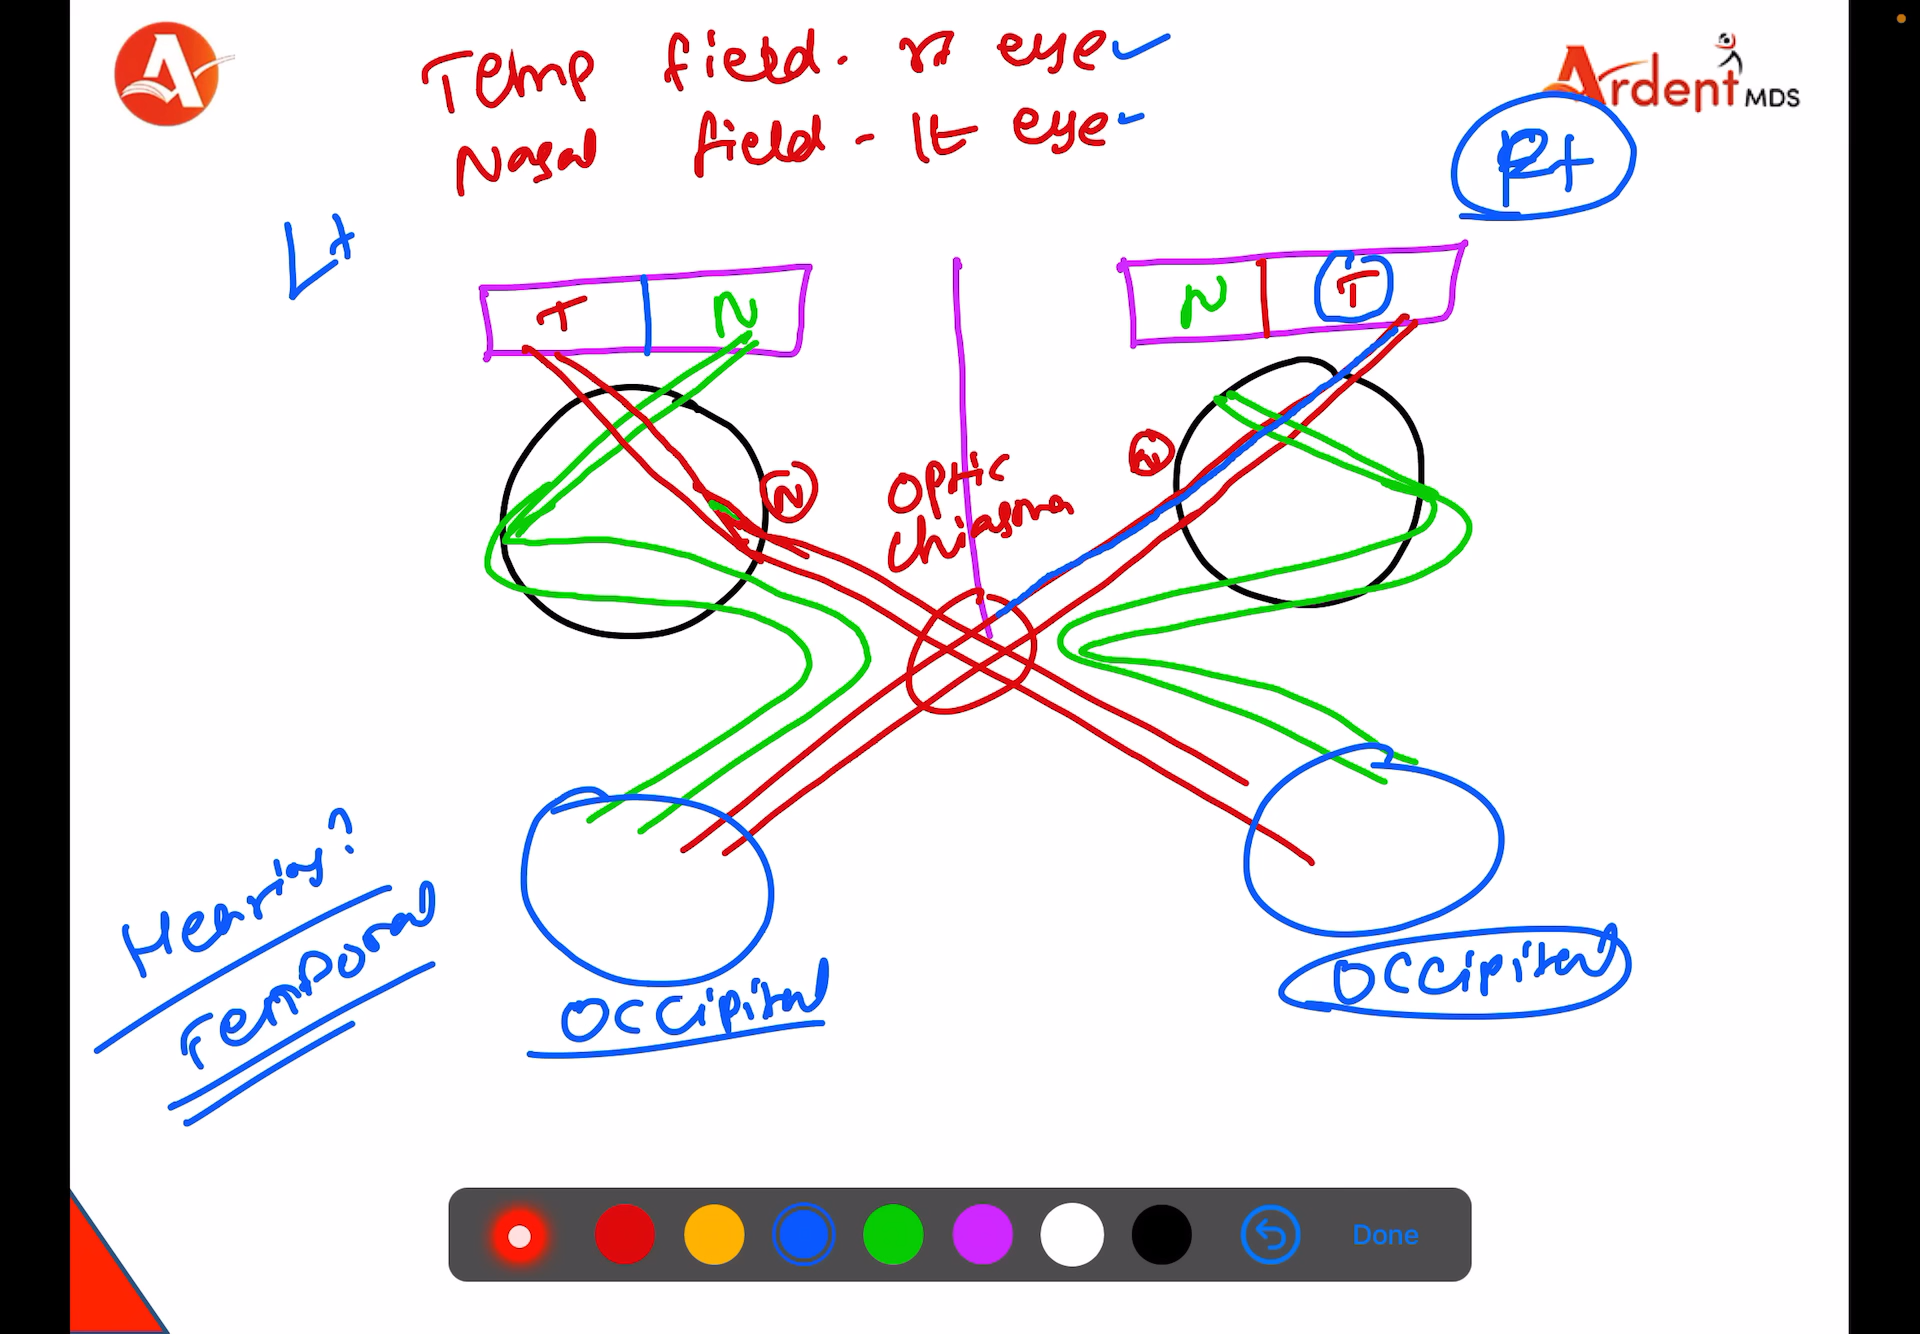 A
Temp field. rt eye
Nasal field - lt eye
Ardent MDS
Rt
Lt
T N
N T
N
Optic
chiasma
Hearing?
Temporal
Occipital
Occipital
Done